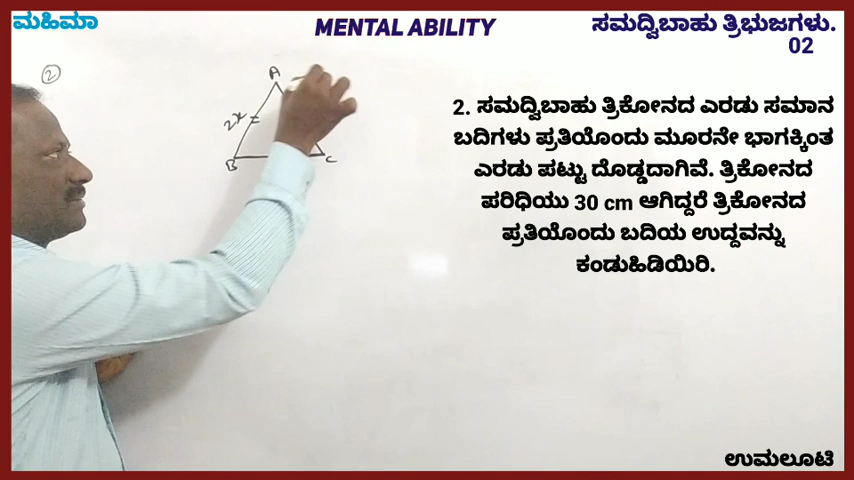 ಮಹಿಮಾ
MENTAL ABILITY
ಸಮದ್ವಿಬಾಹು ತ್ರಿಭುಜಗಳು.
02
2
A
2x
B
C
2. ಸಮದ್ವಿಬಾಹು ತ್ರಿಕೋನದ ಎರಡು ಸಮಾನ
ಬದಿಗಳು ಪ್ರತಿಯೊಂದು ಮೂರನೇ ಭಾಗಕ್ಕಿಂತ
ಎರಡು ಪಟ್ಟು ದೊಡ್ಡದಾಗಿವೆ. ತ್ರಿಕೋನದ
ಪರಿಧಿಯು 30 cm ಆಗಿದ್ದರೆ ತ್ರಿಕೋನದ
ಪ್ರತಿಯೊಂದು ಬದಿಯ ಉದ್ದವನ್ನು
ಕಂಡುಹಿಡಿಯಿರಿ.
ಉಮಲೂಟಿ